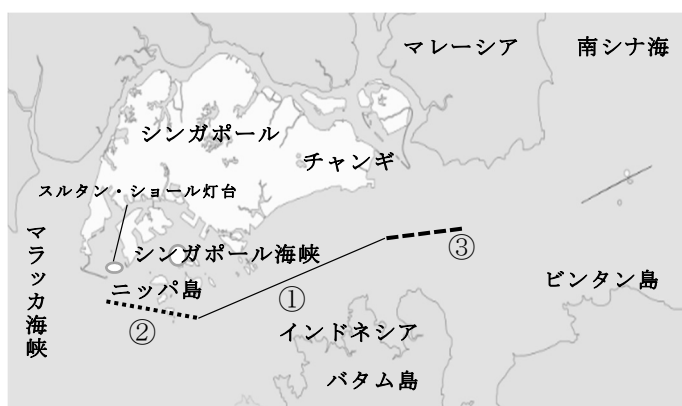 マレーシア
南シナ海
シンガポール
チャンギ
スルタン・ショール灯台
マラッカ海峡
シンガポール海峡
③
ニッパ島
①
ビンタン島
②
インドネシア
バタム島